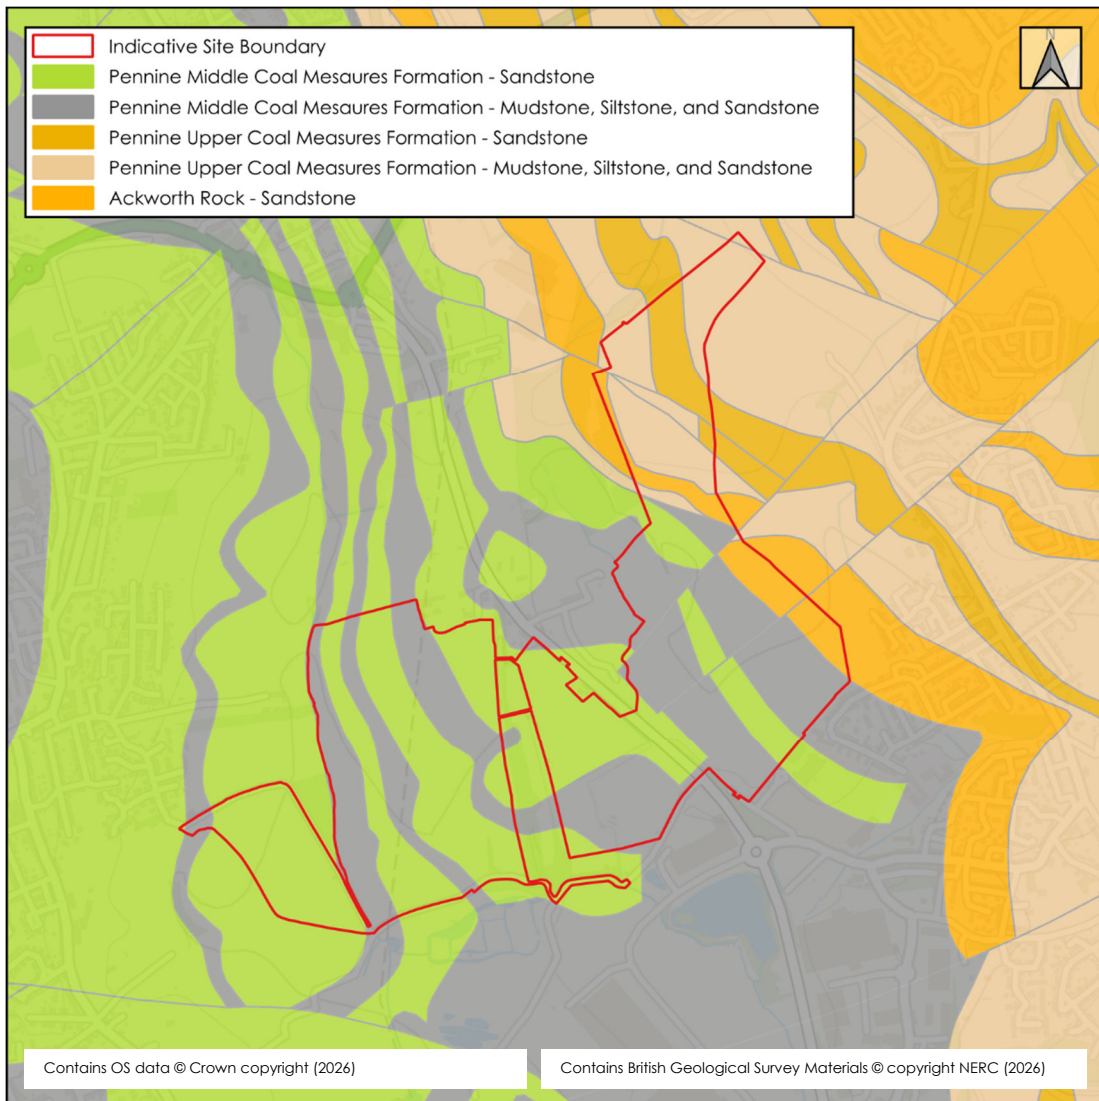 Indicative Site Boundary
Pennine Middle Coal Mesaures Formation - Sandstone
Pennine Middle Coal Mesaures Formation - Mudstone, Siltstone, and Sandstone
Pennine Upper Coal Measures Formation - Sandstone
Pennine Upper Coal Measures Formation - Mudstone, Siltstone, and Sandstone
Ackworth Rock - Sandstone
N
Contains OS data © Crown copyright (2026)
Contains British Geological Survey Materials © copyright NERC (2026)